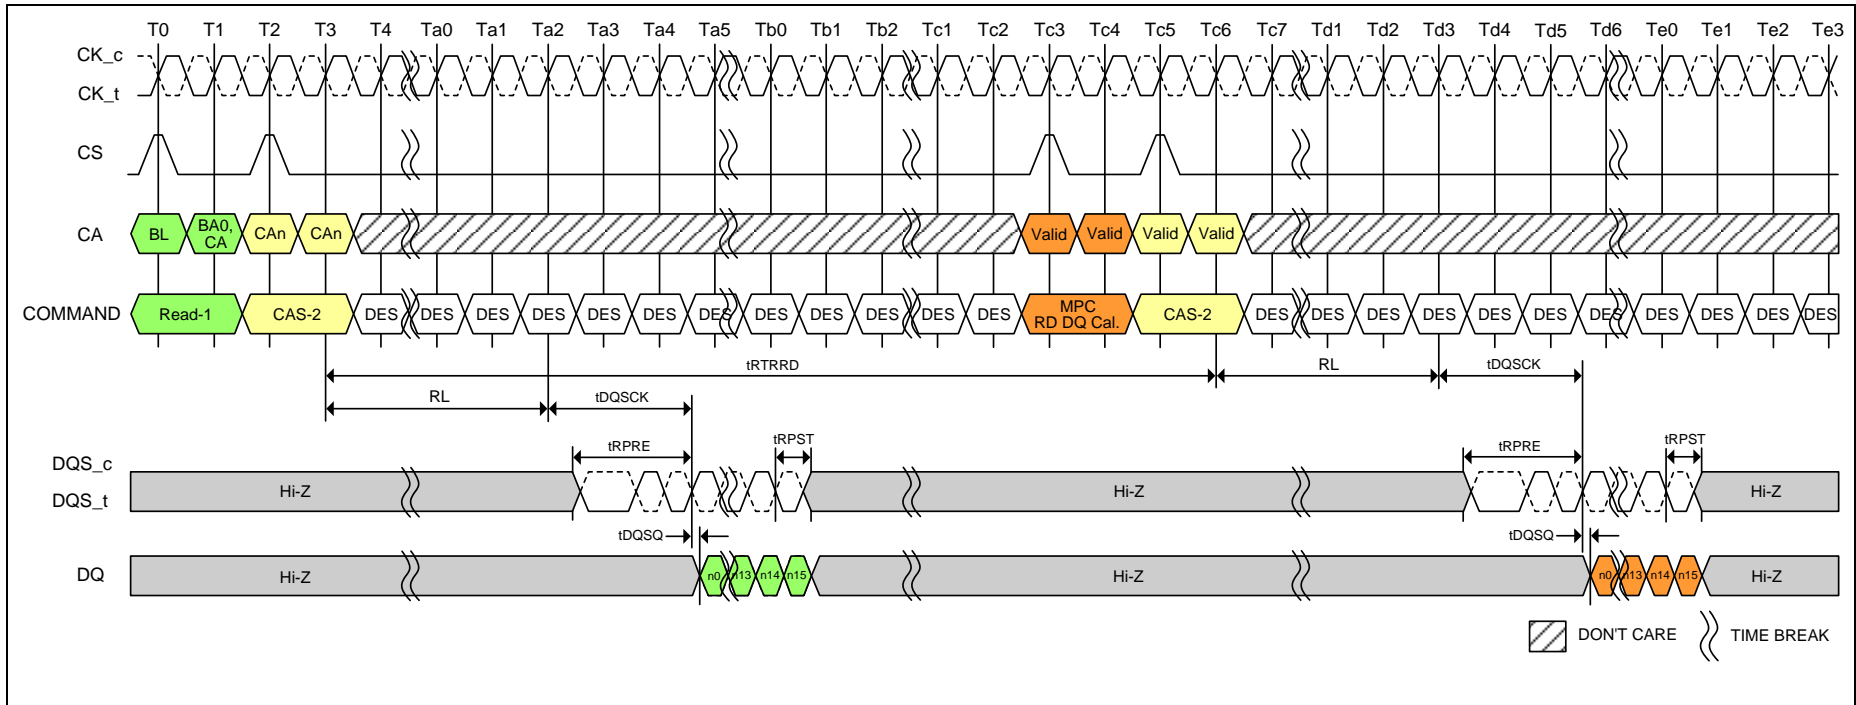 T0 T1 T2 T3 T4 Ta0 Ta1 Ta2 Ta3 Ta4 Ta5 Tb0 Tb1 Tb2 Tc1 Tc2 Tc3 Tc4 Tc5 Tc6 Tc7 Td1 Td2 Td3 Td4 Td5 Td6 Te0 Te1 Te2 Te3
CK_c
CK_t
CS
CA BL BA0, CA CAn CAn Valid Valid Valid Valid
COMMAND Read-1 CAS-2 DES DES DES DES DES DES DES DES DES DES DES DES MPC RD DQ Cal. CAS-2 DES DES DES DES DES DES DES DES DES DES DES
tRTRRD RL tDQSCK
RL tDQSCK
tRPRE tRPST tRPRE tRPST
DQS_c
DQS_t Hi-Z Hi-Z Hi-Z
tDQSQ tDQSQ
DQ Hi-Z n0 n13 n14 n15 Hi-Z n0 n13 n14 n15 Hi-Z
DON'T CARE TIME BREAK